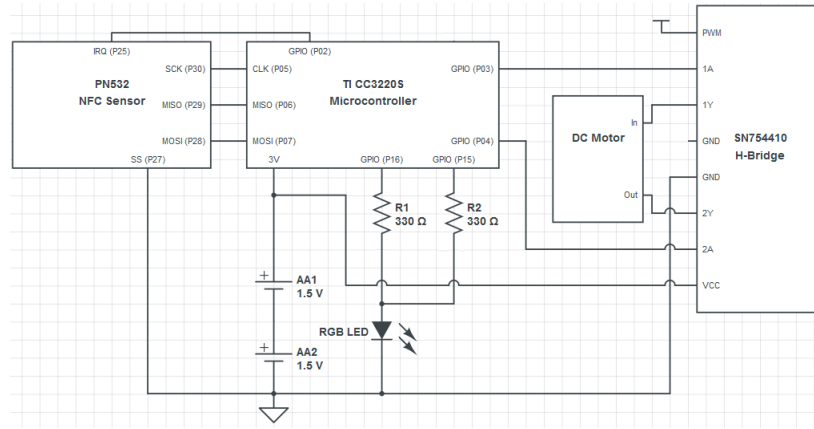 IRQ (P25)
PN532
NFC Sensor
SCK (P30)
MISO (P29)
MOSI (P28)
SS (P27)
GPIO (P02)
CLK (P05)
TI CC3220S
Microcontroller
MISO (P06)
MOSI (P07)
3V
GPIO (P16)
GPIO (P15)
GPIO (P03)
GPIO (P04)
R1
330 Ω
R2
330 Ω
AA1
1.5 V
AA2
1.5 V
RGB LED
DC Motor
In
Out
PWM
1A
1Y
GND
GND
2Y
2A
VCC
SN754410
H-Bridge